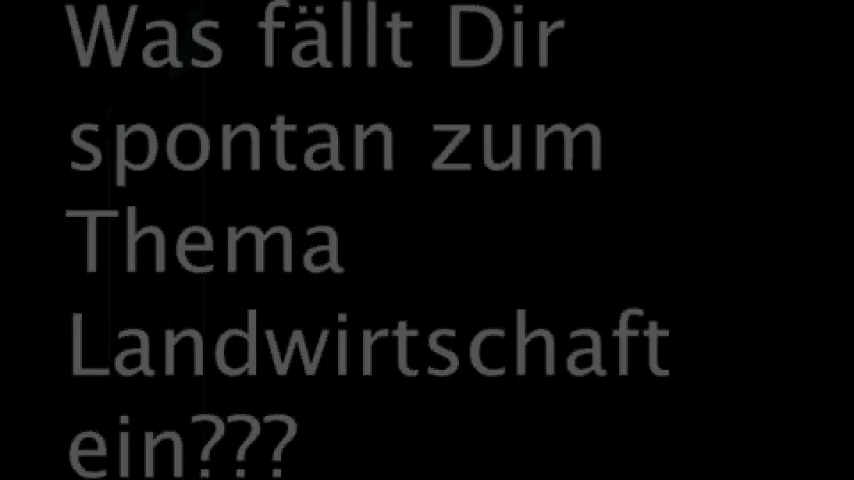 Was fällt Dir
spontan zum
Thema
Landwirtschaft
ein???